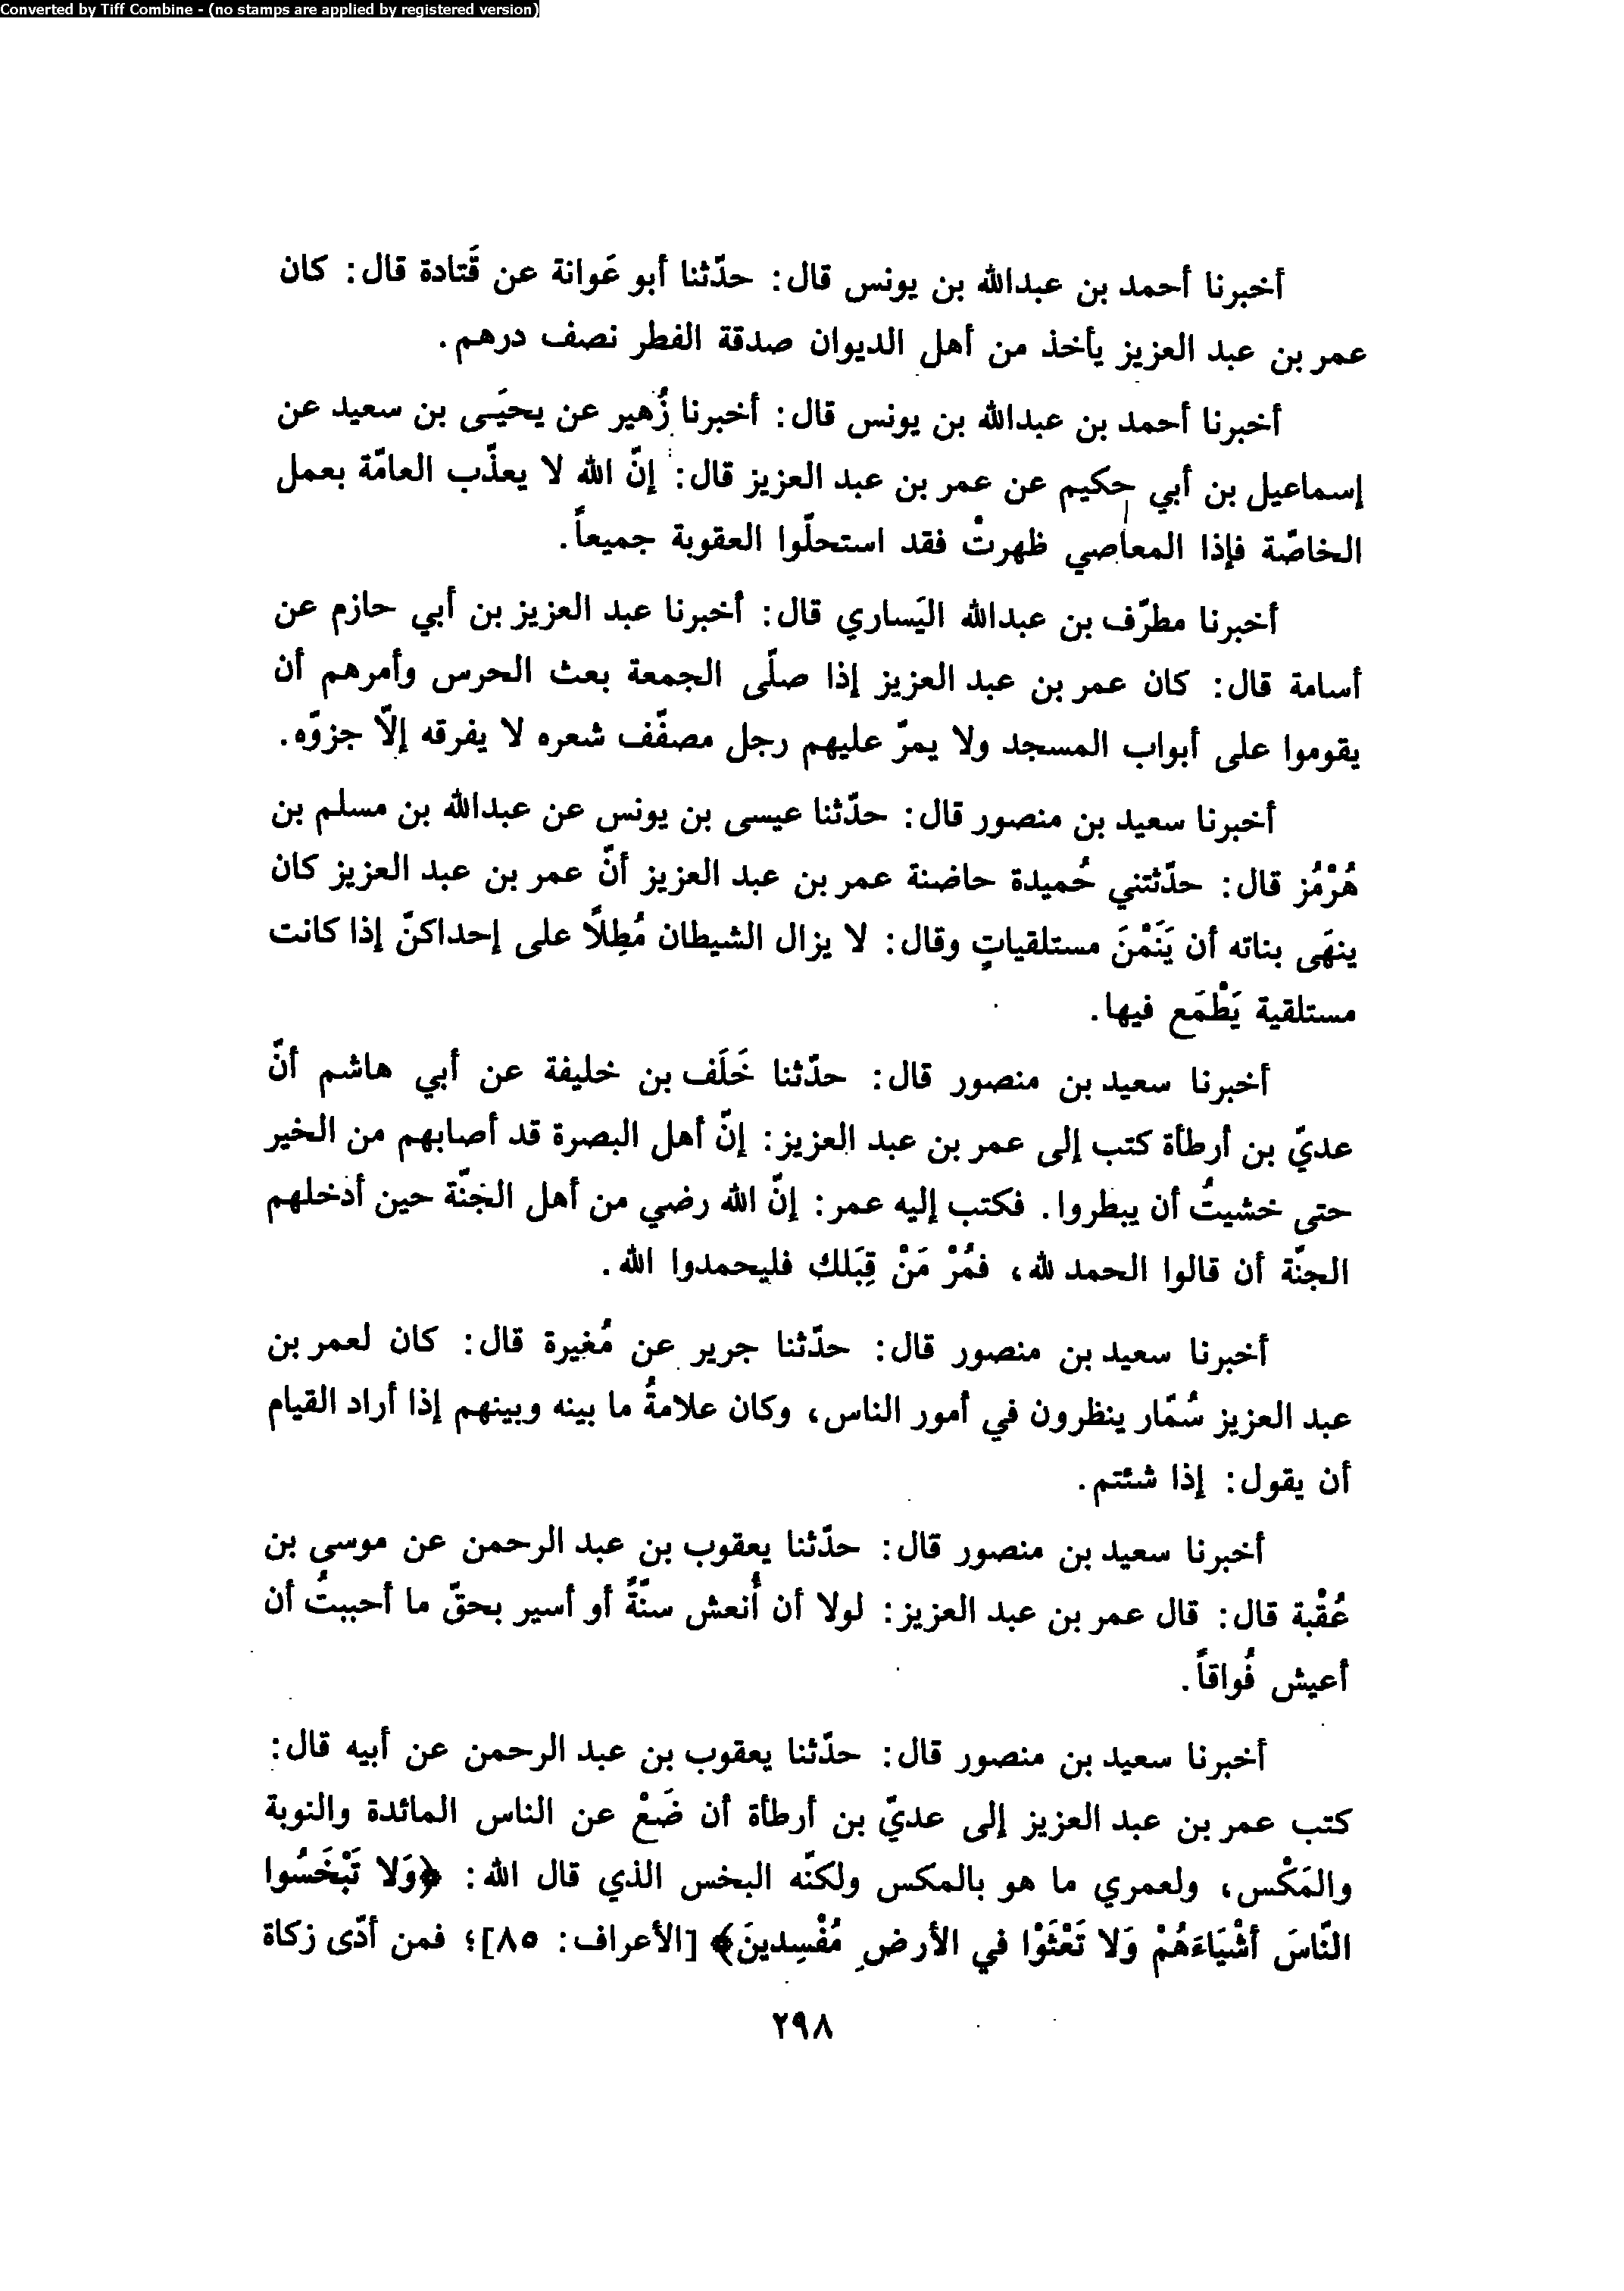 Converted by Tiff Combine - (no stamps are applied by registered version)
أخبرنا أحمد بن عبدالله بن يونس قال: حدّثنا أبو عَوانة عن قَتادة قال: كان
عمر بن عبد العزيز يأخذ من أهل الديوان صدقة الفطر نصف درهم.
أخبرنا أحمد بن عبدالله بن يونس قال: أخبرنا زُهير عن يحيَـى بن سعيد عن
إسماعيل بن أبي حكيم عن عمر بن عبد العزيز قال: إنّ الله لا يعذّب العامّة بعمل
الخاصّة فإذا المعاصي ظهرتْ فقد استحلّوا العقوبة جميعاً.
أخبرنا مطرّف بن عبدالله اليَساري قال: أخبرنا عبد العزيز بن أبي حازم عن
أسامة قال: كان عمر بن عبد العزيز إذا صلّى الجمعة بعث الحرس وأمرهم أن
يقوموا على أبواب المسجد ولا يمرّ عليهم رجل مصفّف شعره لا يفرقه إلّا جزوّه.
أخبرنا سعيد بن منصور قال: حدّثنا عيسى بن يونس عن عبدالله بن مسلم بن
هُرْمُز قال: حدّثتني حُميدة حاضنة عمر بن عبد العزيز أنّ عمر بن عبد العزيز كان
ينهَى بناته أن يَنَمْنَ مستلقياتٍ وقال: لا يزال الشيطان مُطِلًّا على إحداكنّ إذا كانت
مستلقية يَطْمَع فيها.
أخبرنا سعيد بن منصور قال: حدّثنا خَلَف بن خليفة عن أبي هاشم أنّ
عديّ بن أرطأة كتب إلى عمر بن عبد العزيز: إنّ أهل البصرة قد أصابهم من الخير
حتى خشيتُ أن يبطروا. فكتب إليه عمر: إنّ الله رضي من أهل الجنّة حين أدخلهم
الجنّة أن قالوا الحمد لله، فمُرْ مَنْ قِبَلك فليحمدوا الله.
أخبرنا سعيد بن منصور قال: حدّثنا جرير عن مُغيرة قال: كان لعمر بن
عبد العزيز سُمّار ينظرون في أمور الناس، وكان علامةُ ما بينه وبينهم إذا أراد القيام
أن يقول: إذا شئتم.
أخبرنا سعيد بن منصور قال: حدّثنا يعقوب بن عبد الرحمن عن موسى بن
عُقْبة قال: قال عمر بن عبد العزيز: لولا أن أُنعش سنّةً أو أسير بحقّ ما أحببتُ أن
أعيش فُواقاً.
أخبرنا سعيد بن منصور قال: حدّثنا يعقوب بن عبد الرحمن عن أبيه قال:
كتب عمر بن عبد العزيز إلى عديّ بن أرطأة أن ضَعْ عن الناس المائدة والنوبة
والمَكْس، ولعمري ما هو بالمكس ولكنّه البخس الذي قال الله: ﴿وَلا تَبْخَسُوا
النّاسَ أشْيَاءَهُمْ وَلا تَعْثَوْا في الأرضِ مُفْسِدينَ﴾ [الأعراف: ٨٥]؛ فمن أدّى زكاة
٢٩٨